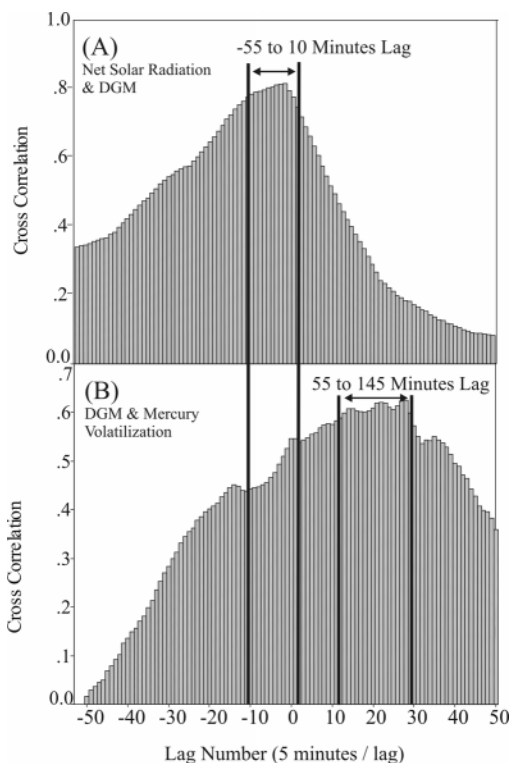 1.0
(A)
-55 to 10 Minutes Lag
Net Solar Radiation
& DGM
.8
.6
Cross Correlation
.4
.2
0.0
.7
(B)
55 to 145 Minutes Lag
DGM & Mercury
Volatilization
.6
.5
.4
Cross Correlation
.3
.2
.1
0.0
-50 -40 -30 -20 -10 0 10 20 30 40 50
Lag Number (5 minutes / lag)